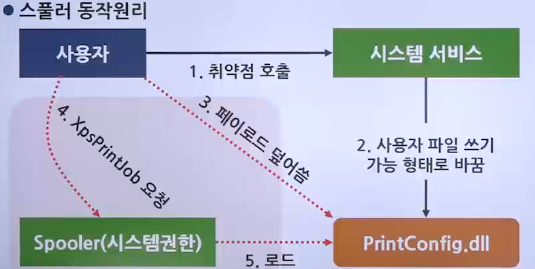 ● 스풀러 동작원리
사용자
1. 취약점 호출
시스템 서비스
4. XpsPrintJob 요청
3. 페이로드 덮어씀
2. 사용자 파일 쓰기
가능 형태로 바꿈
Spooler(시스템권한)
5. 로드
PrintConfig.dll